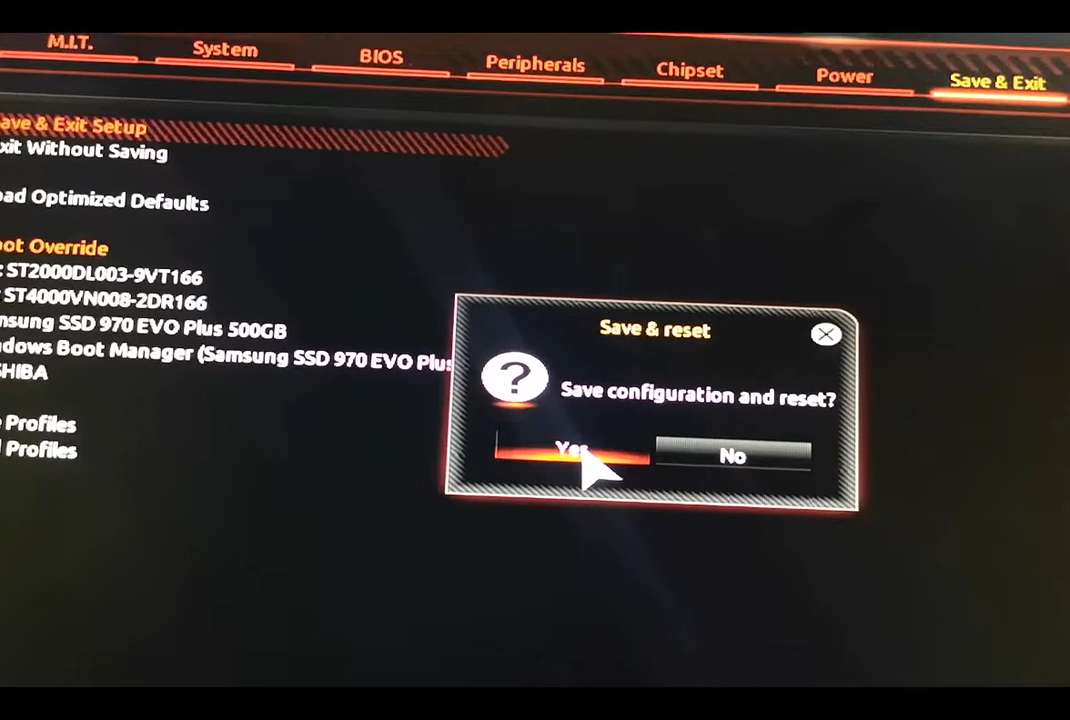 M.I.T.
System
BIOS
Peripherals
Chipset
Power
Save & Exit
ave & Exit Setup
xit Without Saving
oad Optimized Defaults
oot Override
: ST2000DL003-9VT166
: ST4000VN008-2DR166
msung SSD 970 EVO Plus 500GB
ndows Boot Manager (Samsung SSD 970 EVO Plus
SHIBA
Profiles
Profiles
Save & reset
?
Save configuration and reset?
Yes
No